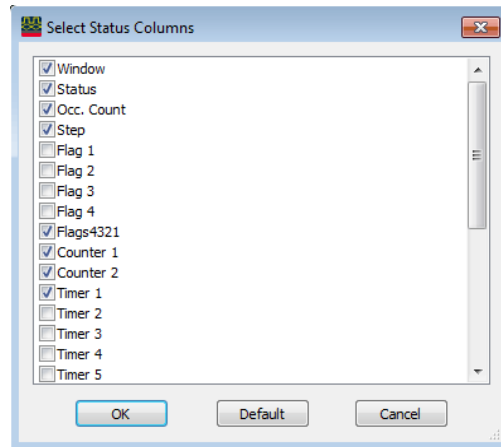 Select Status Columns
Window
Status
Occ. Count
Step
Flag 1
Flag 2
Flag 3
Flag 4
Flags4321
Counter 1
Counter 2
Timer 1
Timer 2
Timer 3
Timer 4
Timer 5
OK Default Cancel